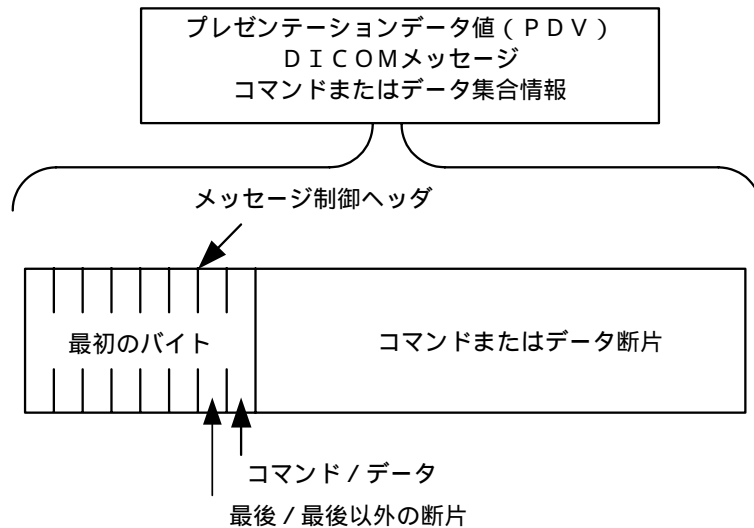 プレゼンテーションデータ値(PDV)
DICOMメッセージ
コマンドまたはデータ集合情報
メッセージ制御ヘッダ
最初のバイト
コマンドまたはデータ断片
コマンド/データ
最後/最後以外の断片